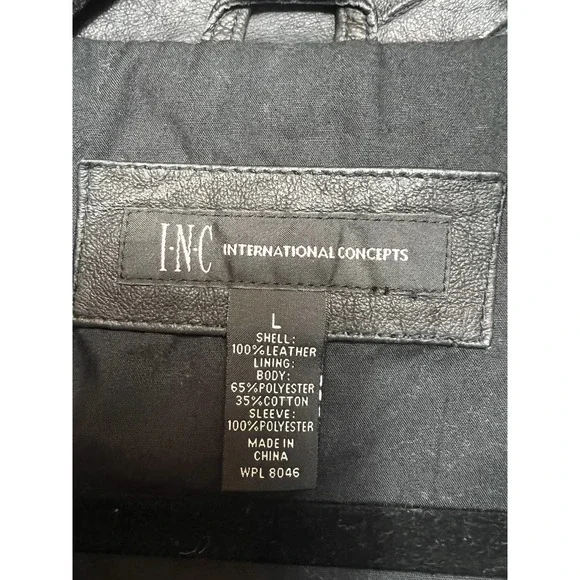 I·N·C INTERNATIONAL CONCEPTS
L
SHELL:
100%LEATHER
LINING:
BODY:
65%POLYESTER
35%COTTON
SLEEVE:
100%POLYESTER
MADE IN
CHINA
WPL 8046